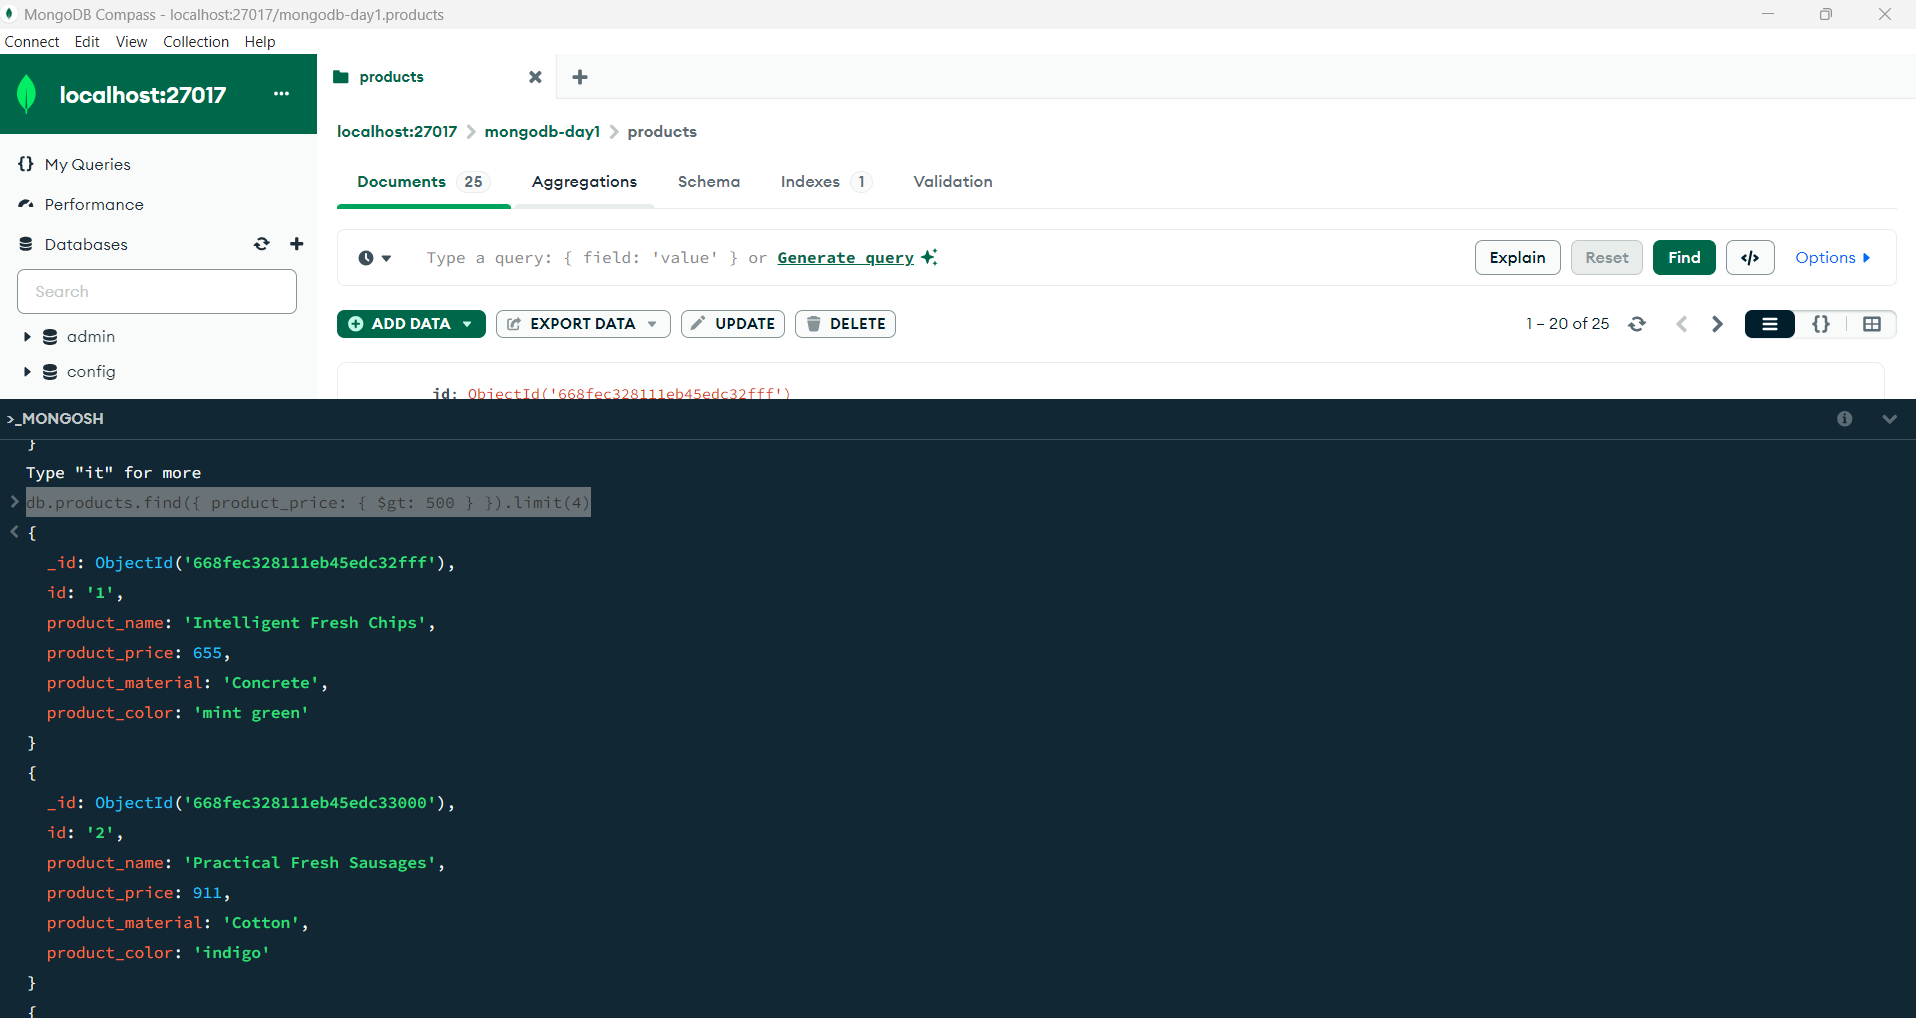 MongoDB Compass - localhost:27017/mongodb-day1.products
Connect Edit View Collection Help
localhost:27017 ...
products
localhost:27017 > mongodb-day1 > products
{} My Queries
Performance
Databases
Search
admin
config
Documents 25 Aggregations Schema Indexes 1 Validation
Type a query: { field: 'value' } or Generate query
Explain Reset Find </> Options
ADD DATA EXPORT DATA UPDATE DELETE
1 – 20 of 25 {}
id: ObjectId('668fec328111eb45edc32fff')
>_MONGOSH
}
Type "it" for more
> db.products.find({ product_price: { $gt: 500 } }).limit(4)
< {
_id: ObjectId('668fec328111eb45edc32fff'),
id: '1',
product_name: 'Intelligent Fresh Chips',
product_price: 655,
product_material: 'Concrete',
product_color: 'mint green'
}
{
_id: ObjectId('668fec328111eb45edc33000'),
id: '2',
product_name: 'Practical Fresh Sausages',
product_price: 911,
product_material: 'Cotton',
product_color: 'indigo'
}
{